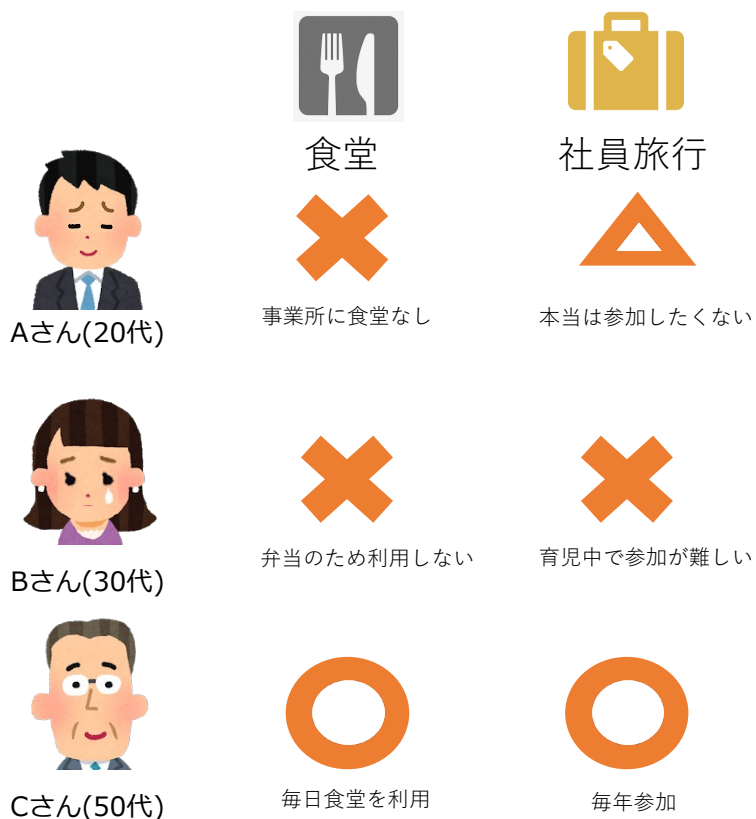 食堂
社員旅行
Aさん(20代)
事業所に食堂なし
本当は参加したくない
Bさん(30代)
弁当のため利用しない
育児中で参加が難しい
Cさん(50代)
毎日食堂を利用
毎年参加